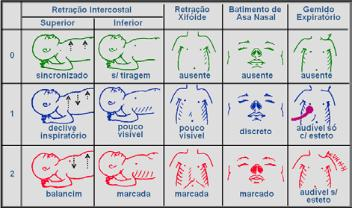 Retração Intercostal
Superior
Inferior
Retração Xifóide
Batimento de Asa Nasal
Gemido Expiratório
0
sincronizado
s/ tiragem
ausente
ausente
ausente
1
declive inspiratório
pouco visível
pouco visível
discreto
audível só c/ esteto
2
balancim
marcada
marcada
marcado
audível s/ esteto